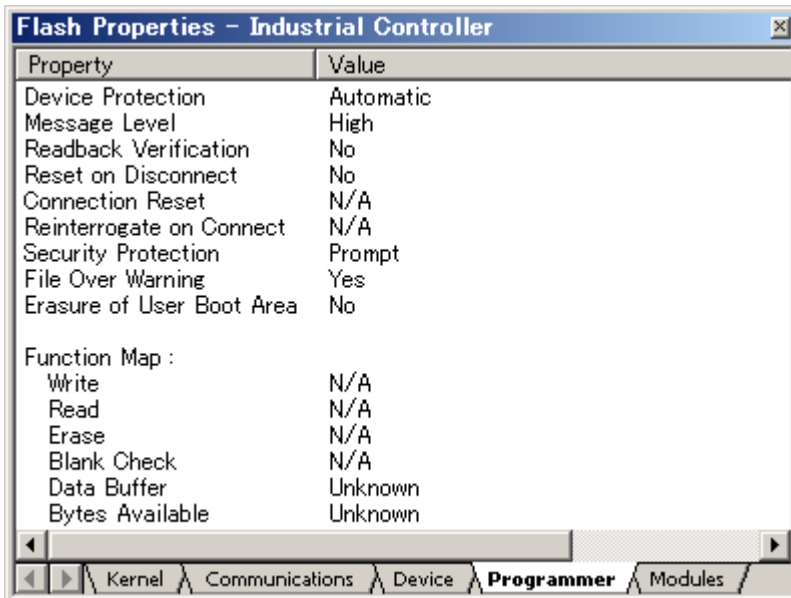 Flash Properties - Industrial Controller
Property Value
Device Protection Automatic
Message Level High
Readback Verification No
Reset on Disconnect No
Connection Reset N/A
Reinterrogate on Connect N/A
Security Protection Prompt
File Over Warning Yes
Erasure of User Boot Area No
Function Map :
Write N/A
Read N/A
Erase N/A
Blank Check N/A
Data Buffer Unknown
Bytes Available Unknown
Kernel Communications Device Programmer Modules